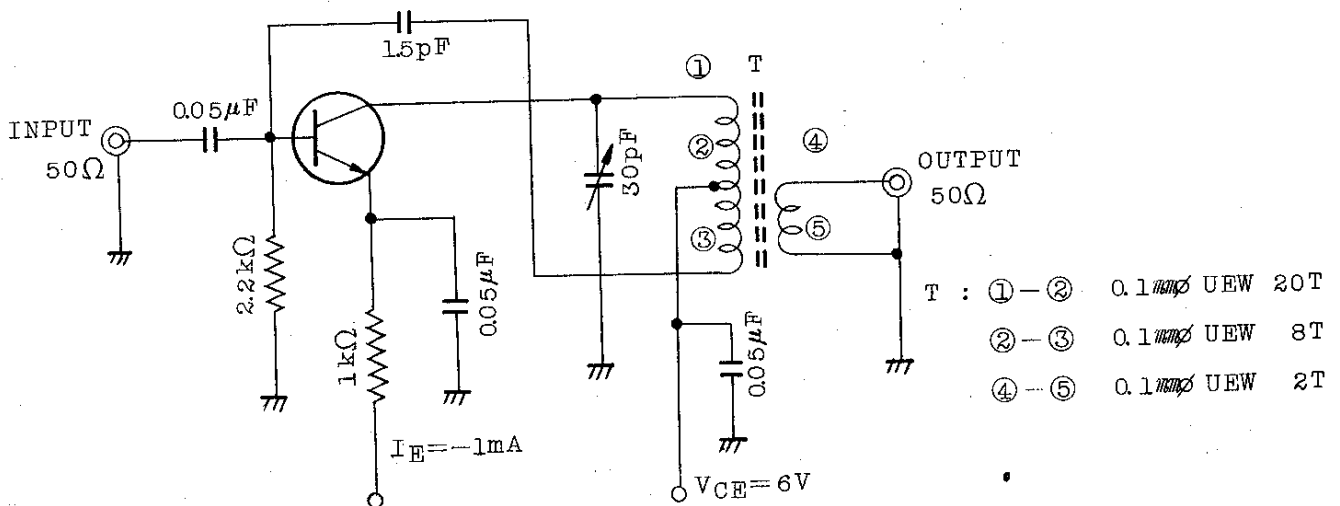 1.5pF
① T
0.05μF
INPUT
50Ω
30pF
②
④
OUTPUT
50Ω
③
⑤
2.2kΩ
1kΩ
0.05μF
0.05μF
T : ①-② 0.1mmφ UEW 20T
②-③ 0.1mmφ UEW 8T
④-⑤ 0.1mmφ UEW 2T
IE=-1mA
VCE=6V